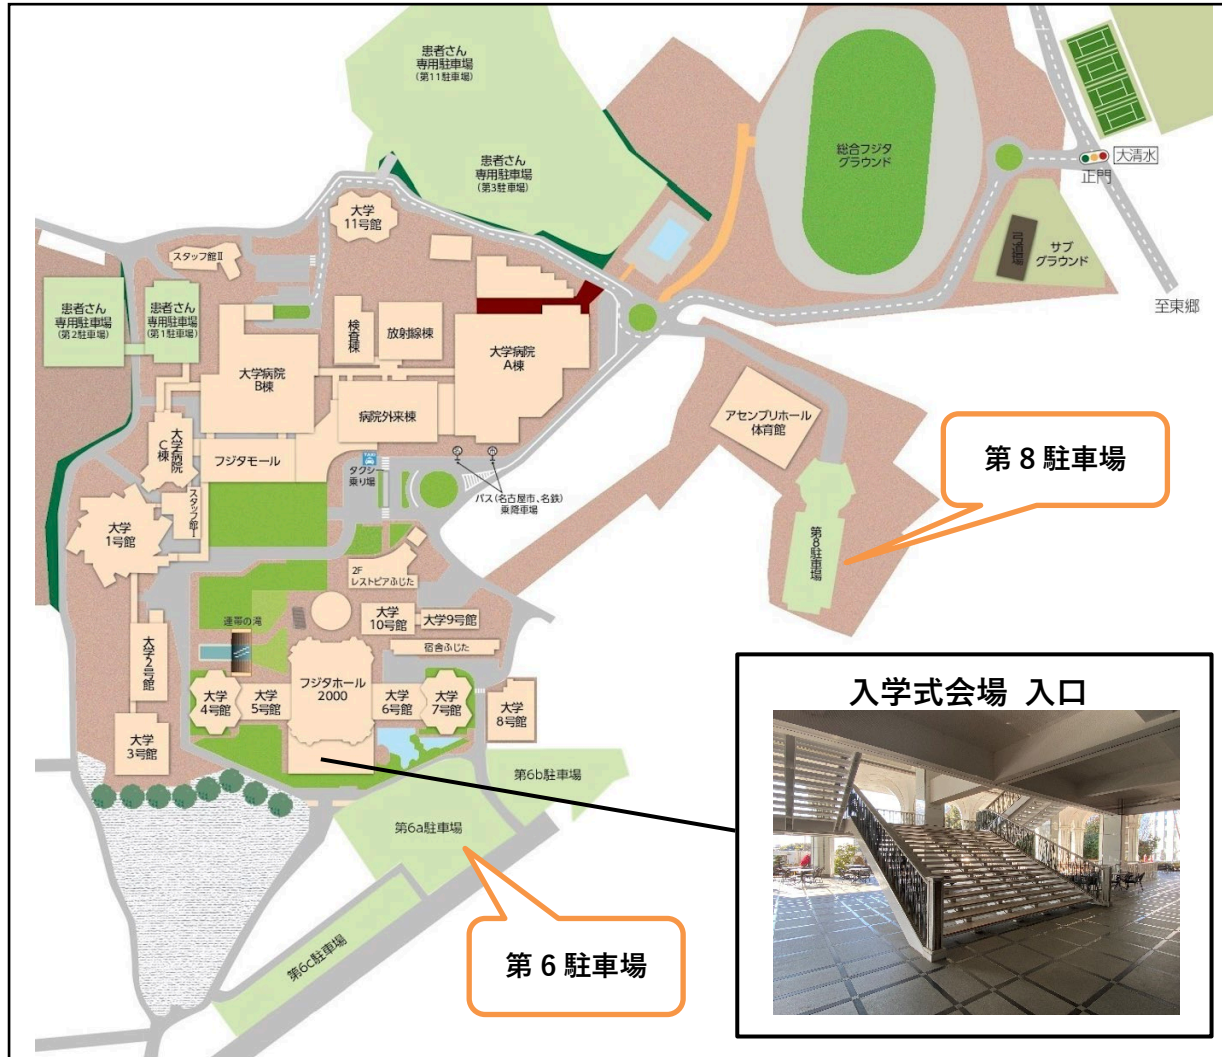 患者さん
専用駐車場
(第11駐車場)
患者さん
専用駐車場
(第3駐車場)
総合フジタ
グラウンド
大清水
正門
サブ
グラウンド
至東郷
大学
11号館
スタッフ館Ⅱ
患者さん
専用駐車場
(第2駐車場)
患者さん
専用駐車場
(第1駐車場)
検査棟
放射線棟
大学病院
A棟
大学病院
B棟
病院外来棟
アセンブリホール
体育館
大学病院
C棟
フジタモール
TAXI
タクシー
乗り場
バス(名古屋市、名鉄)
乗降車場
第8駐車場
第8駐車場
スタッフ館Ⅰ
大学
1号館
2F
レストピアふじた
連帯の滝
大学
10号館
大学9号館
宿舎ふじた
大学2号館
フジタホール
2000
大学
4号館
大学
5号館
大学
6号館
大学
7号館
大学
8号館
大学
3号館
第6b駐車場
第6a駐車場
第6c駐車場
第6駐車場
入学式会場 入口